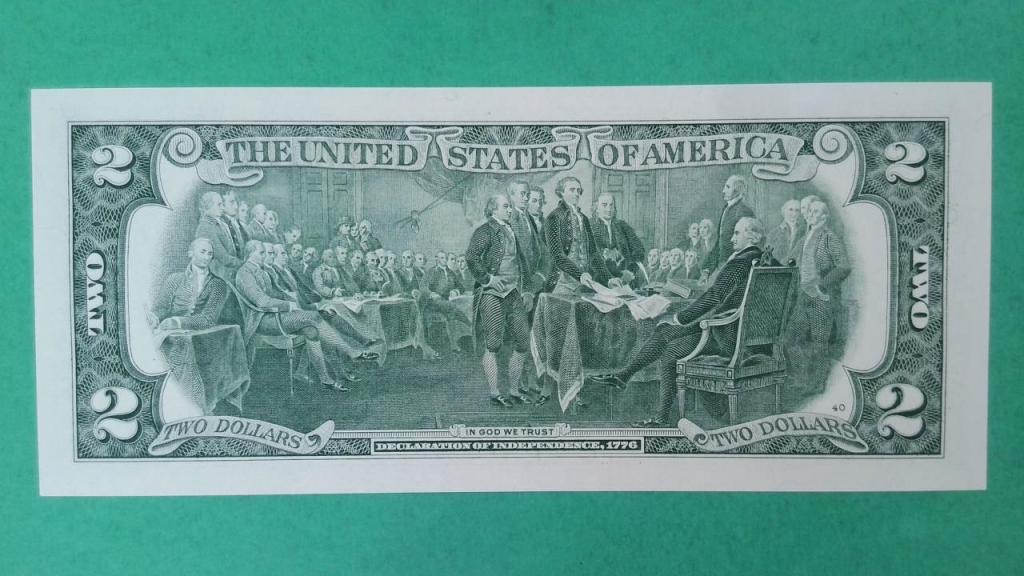 THE UNITED STATES OF AMERICA
2
2
TWO
TWO
2
2
40
TWO DOLLARS
IN GOD WE TRUST
TWO DOLLARS
DECLARATION OF INDEPENDENCE, 1776